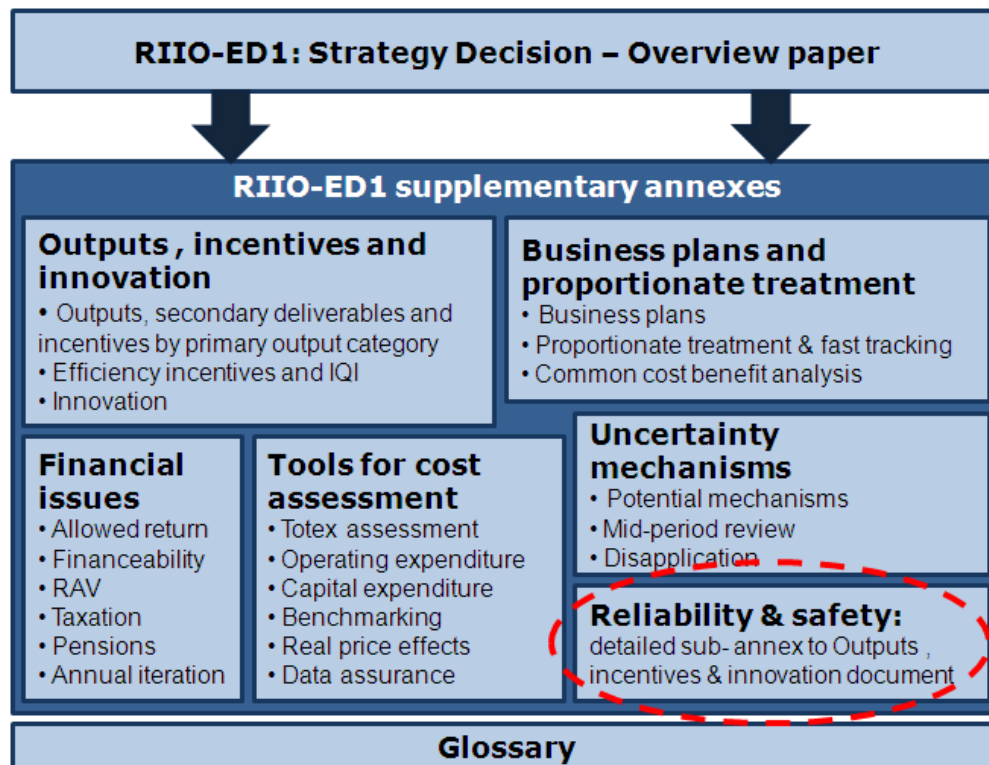 RIIO-ED1: Strategy Decision – Overview paper
RIIO-ED1 supplementary annexes
Outputs , incentives and
innovation
• Outputs, secondary deliverables and
incentives by primary output category
• Efficiency incentives and IQI
• Innovation
Business plans and
proportionate treatment
• Business plans
• Proportionate treatment & fast tracking
• Common cost benefit analysis
Financial
issues
• Allowed return
• Financeability
• RAV
• Taxation
• Pensions
• Annual iteration
Tools for cost
assessment
• Totex assessment
• Operating expenditure
• Capital expenditure
• Benchmarking
• Real price effects
• Data assurance
Uncertainty
mechanisms
• Potential mechanisms
• Mid-period review
• Disapplication
Reliability & safety:
detailed sub- annex to Outputs ,
incentives & innovation document
Glossary